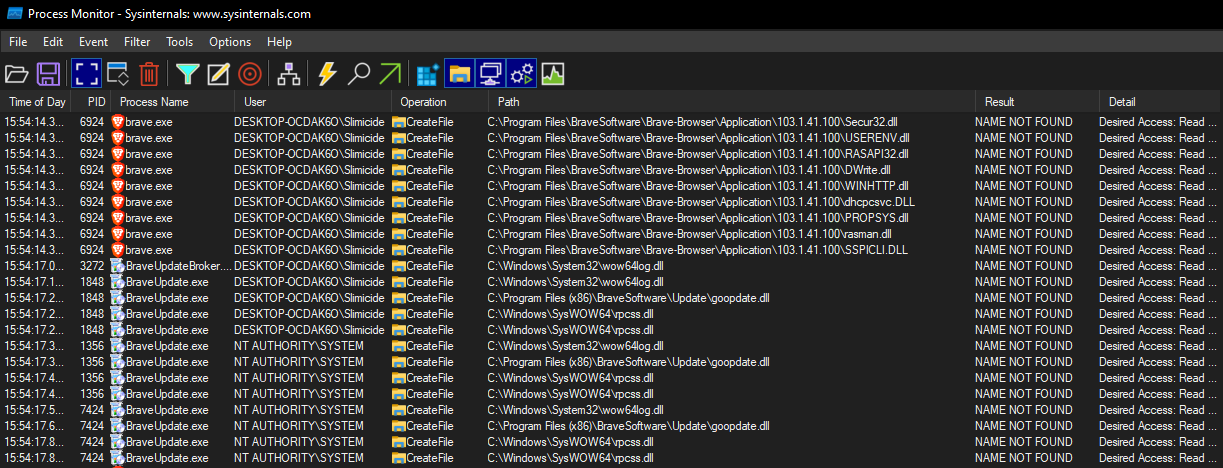 Process Monitor - Sysinternals: www.sysinternals.com
File Edit Event Filter Tools Options Help
Time of Day PID Process Name User Operation Path Result Detail
15:54:14.3... 6924 brave.exe DESKTOP-OCDAK6O\Slimicide CreateFile C:\Program Files\BraveSoftware\Brave-Browser\Application\103.1.41.100\Secur32.dll NAME NOT FOUND Desired Access: Read ...
15:54:14.3... 6924 brave.exe DESKTOP-OCDAK6O\Slimicide CreateFile C:\Program Files\BraveSoftware\Brave-Browser\Application\103.1.41.100\USERENV.dll NAME NOT FOUND Desired Access: Read ...
15:54:14.3... 6924 brave.exe DESKTOP-OCDAK6O\Slimicide CreateFile C:\Program Files\BraveSoftware\Brave-Browser\Application\103.1.41.100\RASAPI32.dll NAME NOT FOUND Desired Access: Read ...
15:54:14.3... 6924 brave.exe DESKTOP-OCDAK6O\Slimicide CreateFile C:\Program Files\BraveSoftware\Brave-Browser\Application\103.1.41.100\DWrite.dll NAME NOT FOUND Desired Access: Read ...
15:54:14.3... 6924 brave.exe DESKTOP-OCDAK6O\Slimicide CreateFile C:\Program Files\BraveSoftware\Brave-Browser\Application\103.1.41.100\WINHTTP.dll NAME NOT FOUND Desired Access: Read ...
15:54:14.3... 6924 brave.exe DESKTOP-OCDAK6O\Slimicide CreateFile C:\Program Files\BraveSoftware\Brave-Browser\Application\103.1.41.100\dhcpcsvc.DLL NAME NOT FOUND Desired Access: Read ...
15:54:14.3... 6924 brave.exe DESKTOP-OCDAK6O\Slimicide CreateFile C:\Program Files\BraveSoftware\Brave-Browser\Application\103.1.41.100\PROPSYS.dll NAME NOT FOUND Desired Access: Read ...
15:54:14.3... 6924 brave.exe DESKTOP-OCDAK6O\Slimicide CreateFile C:\Program Files\BraveSoftware\Brave-Browser\Application\103.1.41.100\rasman.dll NAME NOT FOUND Desired Access: Read ...
15:54:14.3... 6924 brave.exe DESKTOP-OCDAK6O\Slimicide CreateFile C:\Program Files\BraveSoftware\Brave-Browser\Application\103.1.41.100\SSPICLI.DLL NAME NOT FOUND Desired Access: Read ...
15:54:17.0... 3272 BraveUpdateBroker.... DESKTOP-OCDAK6O\Slimicide CreateFile C:\Windows\System32\wow64log.dll NAME NOT FOUND Desired Access: Read ...
15:54:17.1... 1848 BraveUpdate.exe DESKTOP-OCDAK6O\Slimicide CreateFile C:\Windows\System32\wow64log.dll NAME NOT FOUND Desired Access: Read ...
15:54:17.2... 1848 BraveUpdate.exe DESKTOP-OCDAK6O\Slimicide CreateFile C:\Program Files (x86)\BraveSoftware\Update\goopdate.dll NAME NOT FOUND Desired Access: Read ...
15:54:17.2... 1848 BraveUpdate.exe DESKTOP-OCDAK6O\Slimicide CreateFile C:\Windows\SysWOW64\rpcss.dll NAME NOT FOUND Desired Access: Read ...
15:54:17.2... 1848 BraveUpdate.exe DESKTOP-OCDAK6O\Slimicide CreateFile C:\Windows\SysWOW64\rpcss.dll NAME NOT FOUND Desired Access: Read ...
15:54:17.3... 1356 BraveUpdate.exe NT AUTHORITY\SYSTEM CreateFile C:\Windows\System32\wow64log.dll NAME NOT FOUND Desired Access: Read ...
15:54:17.3... 1356 BraveUpdate.exe NT AUTHORITY\SYSTEM CreateFile C:\Program Files (x86)\BraveSoftware\Update\goopdate.dll NAME NOT FOUND Desired Access: Read ...
15:54:17.4... 1356 BraveUpdate.exe NT AUTHORITY\SYSTEM CreateFile C:\Windows\SysWOW64\rpcss.dll NAME NOT FOUND Desired Access: Read ...
15:54:17.4... 1356 BraveUpdate.exe NT AUTHORITY\SYSTEM CreateFile C:\Windows\SysWOW64\rpcss.dll NAME NOT FOUND Desired Access: Read ...
15:54:17.5... 7424 BraveUpdate.exe NT AUTHORITY\SYSTEM CreateFile C:\Windows\System32\wow64log.dll NAME NOT FOUND Desired Access: Read ...
15:54:17.6... 7424 BraveUpdate.exe NT AUTHORITY\SYSTEM CreateFile C:\Program Files (x86)\BraveSoftware\Update\goopdate.dll NAME NOT FOUND Desired Access: Read ...
15:54:17.8... 7424 BraveUpdate.exe NT AUTHORITY\SYSTEM CreateFile C:\Windows\SysWOW64\rpcss.dll NAME NOT FOUND Desired Access: Read ...
15:54:17.8... 7424 BraveUpdate.exe NT AUTHORITY\SYSTEM CreateFile C:\Windows\SysWOW64\rpcss.dll NAME NOT FOUND Desired Access: Read ...